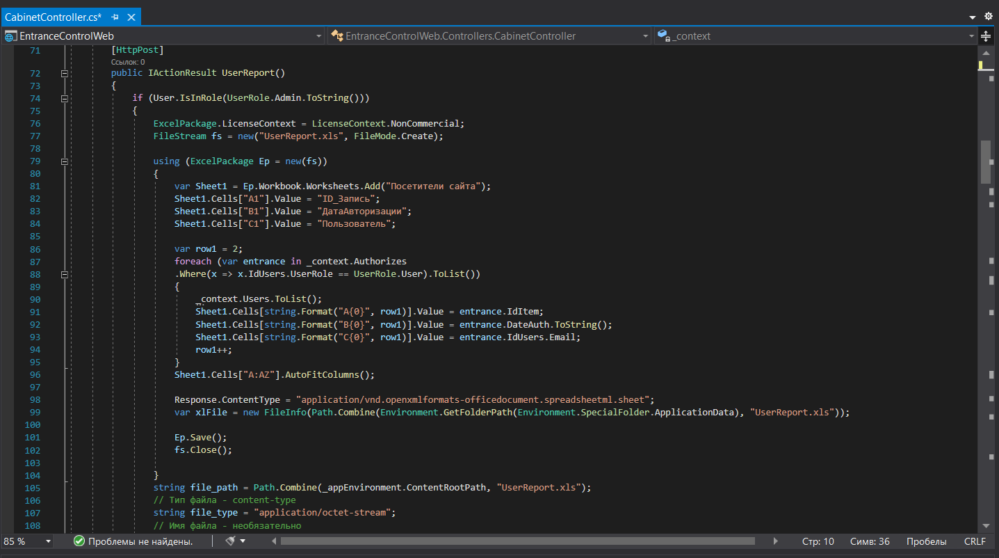 CabinetController.cs*
EntranceControlWeb
EntranceControlWeb.Controllers.CabinetController
_context
71 [HttpPost]
Ссылок: 0
72 public IActionResult UserReport()
73 {
74 if (User.IsInRole(UserRole.Admin.ToString()))
75 {
76 ExcelPackage.LicenseContext = LicenseContext.NonCommercial;
77 FileStream fs = new("UserReport.xls", FileMode.Create);
78
79 using (ExcelPackage Ep = new(fs))
80 {
81 var Sheet1 = Ep.Workbook.Worksheets.Add("Посетители сайта");
82 Sheet1.Cells["A1"].Value = "ID_Запись";
83 Sheet1.Cells["B1"].Value = "ДатаАвторизации";
84 Sheet1.Cells["C1"].Value = "Пользователь";
85
86 var row1 = 2;
87 foreach (var entrance in _context.Authorizes
88 .Where(x => x.IdUsers.UserRole == UserRole.User).ToList())
89 {
90 _context.Users.ToList();
91 Sheet1.Cells[string.Format("A{0}", row1)].Value = entrance.IdItem;
92 Sheet1.Cells[string.Format("B{0}", row1)].Value = entrance.DateAuth.ToString();
93 Sheet1.Cells[string.Format("C{0}", row1)].Value = entrance.IdUsers.Email;
94 row1++;
95 }
96 Sheet1.Cells["A:AZ"].AutoFitColumns();
97
98 Response.ContentType = "application/vnd.openxmlformats-officedocument.spreadsheetml.sheet";
99 var xlFile = new FileInfo(Path.Combine(Environment.GetFolderPath(Environment.SpecialFolder.ApplicationData), "UserReport.xls"));
100
101 Ep.Save();
102 fs.Close();
103
104 }
105 string file_path = Path.Combine(_appEnvironment.ContentRootPath, "UserReport.xls");
106 // Тип файла - content-type
107 string file_type = "application/octet-stream";
108 // Имя файла - необязательно
85 % Проблемы не найдены. Стр: 10 Симв: 36 Пробелы CRLF